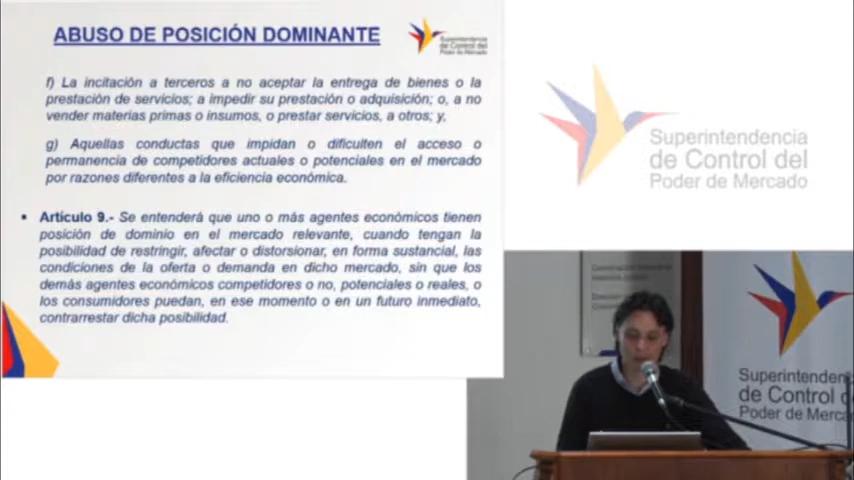 ABUSO DE POSICIÓN DOMINANTE
Superintendencia
de Control del
Poder de Mercado
f) La incitación a terceros a no aceptar la entrega de bienes o la
prestación de servicios; a impedir su prestación o adquisición; o, a no
vender materias primas o insumos, o prestar servicios, a otros; y,
g) Aquellas conductas que impidan o dificulten el acceso o
permanencia de competidores actuales o potenciales en el mercado
por razones diferentes a la eficiencia económica.
• Artículo 9.- Se entenderá que uno o más agentes económicos tienen
posición de dominio en el mercado relevante, cuando tengan la
posibilidad de restringir, afectar o distorsionar, en forma sustancial, las
condiciones de la oferta o demanda en dicho mercado, sin que los
demás agentes económicos competidores o no, potenciales o reales, o
los consumidores puedan, en ese momento o en un futuro inmediato,
contrarrestar dicha posibilidad.
Superintendencia
de Control del
Poder de Mercado
Superintenden
de Control d
Poder de Merca